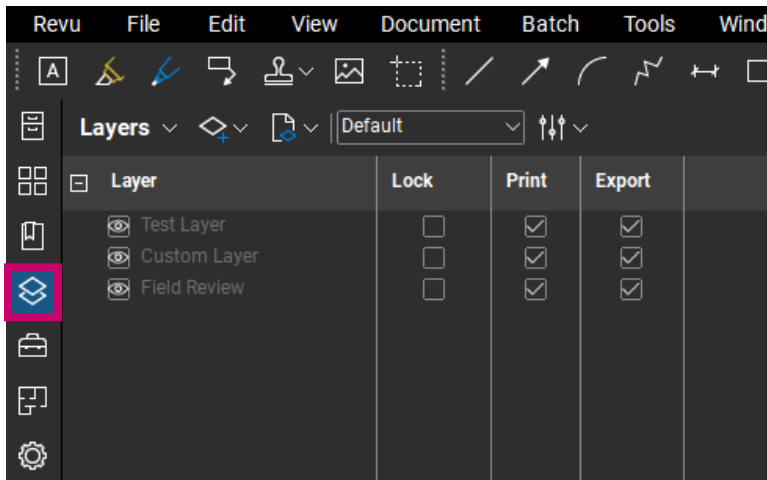 Revu File Edit View Document Batch Tools Wind
A
Layers Default
Layer Lock Print Export
Test Layer
Custom Layer
Field Review